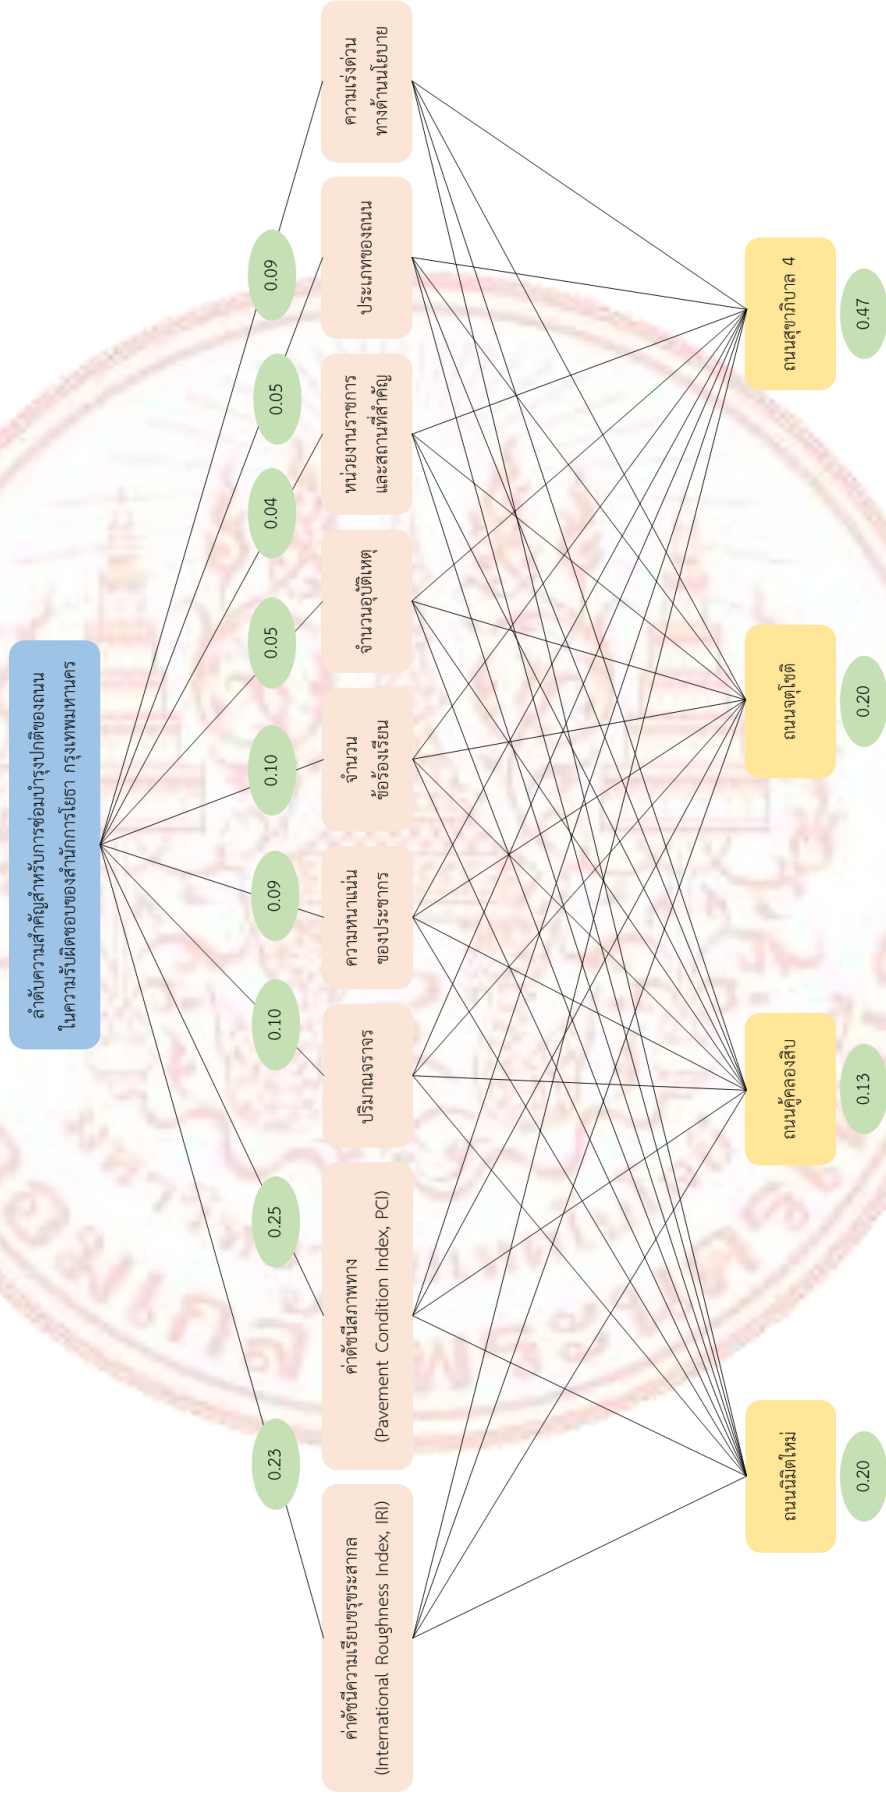 ลำดับความสำคัญสำหรับการซ่อมบำรุงปกติของถนน
ในความรับผิดชอบของสำนักการโยธา กรุงเทพมหานคร
0.23
0.25
0.10
0.09
0.10
0.05
0.04
0.05
0.09
ค่าดัชนีความเรียบขรุขระสากล
(International Roughness Index, IRI)
ค่าดัชนีสภาพทาง
(Pavement Condition Index, PCI)
ปริมาณจราจร
ความหนาแน่น
ของประชากร
จำนวน
ข้อร้องเรียน
จำนวนอุบัติเหตุ
หน่วยงานราชการ
และสถานที่สำคัญ
ประเภทของถนน
ความเร่งด่วน
ทางด้านนโยบาย
ถนนนิมิตใหม่
ถนนคู้คลองสิบ
ถนนจตุโชติ
ถนนสุขาภิบาล 4
0.20
0.13
0.20
0.47